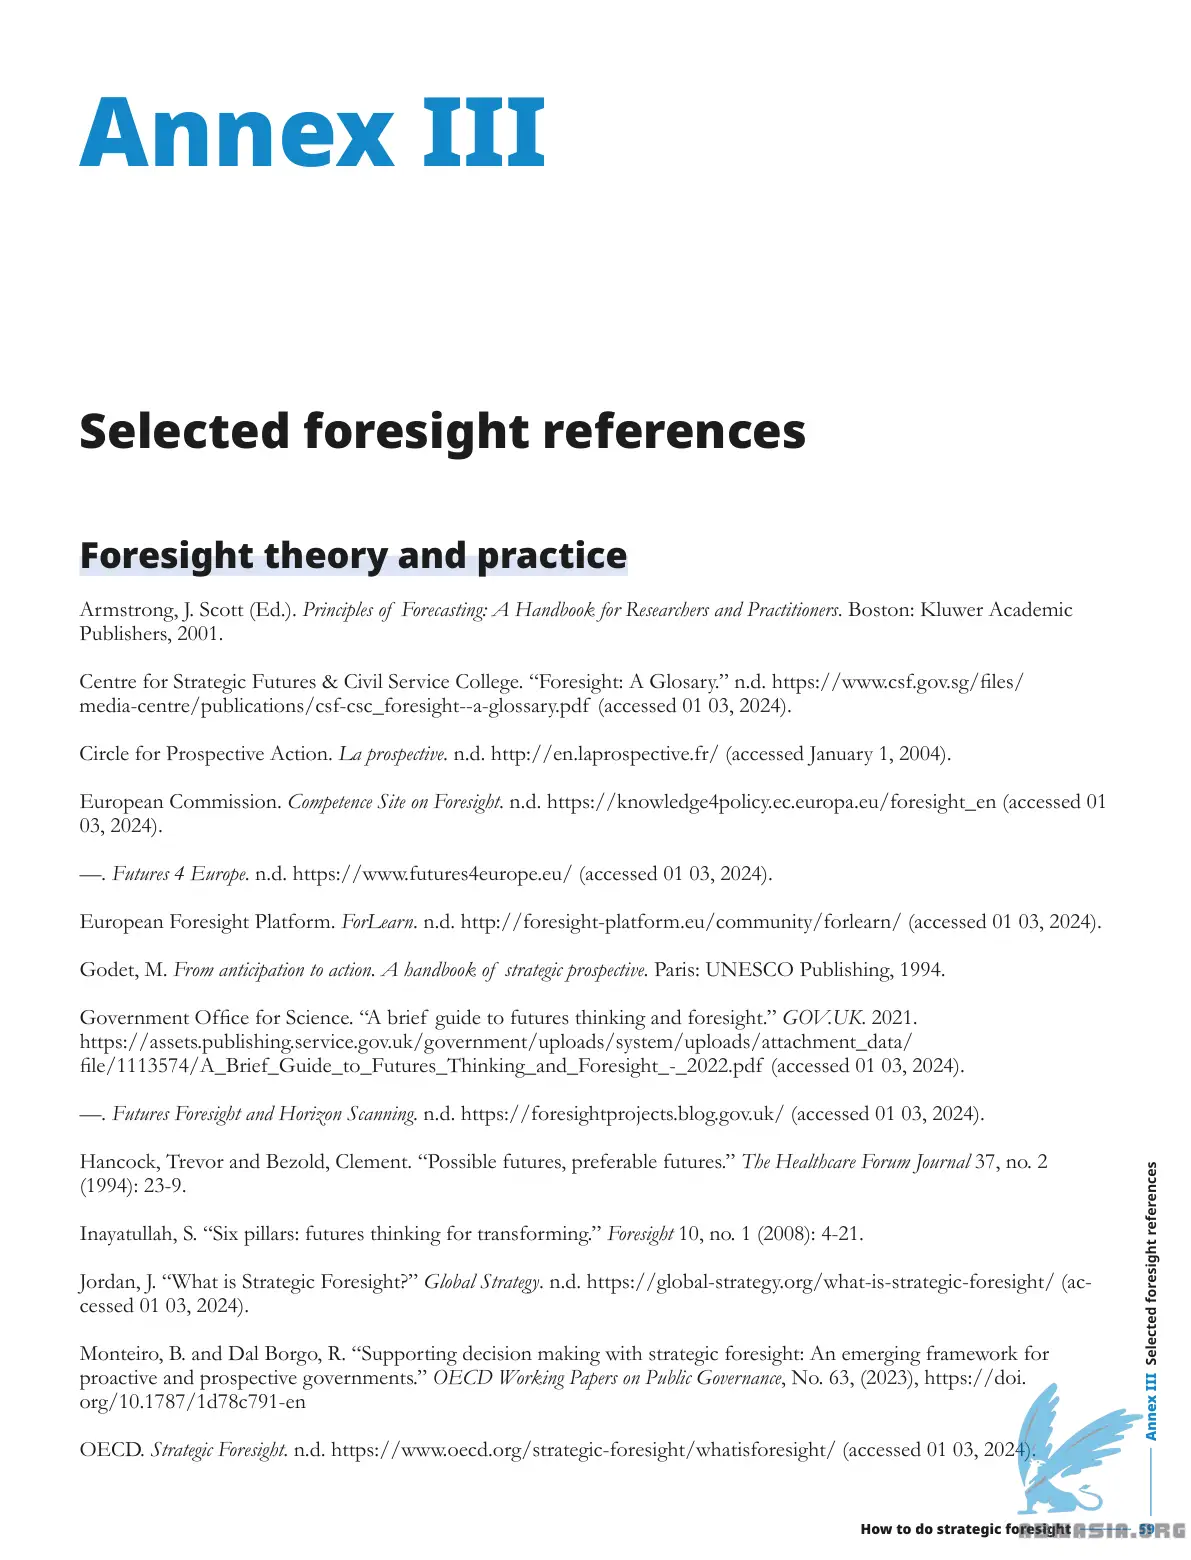 Annex III
Selected foresight references
Foresight theory and practice
Armstrong, J. Scott (Ed.). Principles of Forecasting: A Handbook for Researchers and Practitioners. Boston: Kluwer Academic
Publishers, 2001.
Centre for Strategic Futures & Civil Service College. “Foresight: A Glosary.” n.d. https://www.csf.gov.sg/files/
media-centre/publications/csf-csc_foresight--a-glossary.pdf (accessed 01 03, 2024).
Circle for Prospective Action. La prospective. n.d. http://en.laprospective.fr/ (accessed January 1, 2004).
European Commission. Competence Site on Foresight. n.d. https://knowledge4policy.ec.europa.eu/foresight_en (accessed 01
03, 2024).
—. Futures 4 Europe. n.d. https://www.futures4europe.eu/ (accessed 01 03, 2024).
European Foresight Platform. ForLearn. n.d. http://foresight-platform.eu/community/forlearn/ (accessed 01 03, 2024).
Godet, M. From anticipation to action. A handbook of strategic prospective. Paris: UNESCO Publishing, 1994.
Government Office for Science. “A brief guide to futures thinking and foresight.” GOV.UK. 2021.
https://assets.publishing.service.gov.uk/government/uploads/system/uploads/attachment_data/
file/1113574/A_Brief_Guide_to_Futures_Thinking_and_Foresight_-_2022.pdf (accessed 01 03, 2024).
—. Futures Foresight and Horizon Scanning. n.d. https://foresightprojects.blog.gov.uk/ (accessed 01 03, 2024).
Hancock, Trevor and Bezold, Clement. “Possible futures, preferable futures.” The Healthcare Forum Journal 37, no. 2
(1994): 23-9.
Inayatullah, S. “Six pillars: futures thinking for transforming.” Foresight 10, no. 1 (2008): 4-21.
Jordan, J. “What is Strategic Foresight?” Global Strategy. n.d. https://global-strategy.org/what-is-strategic-foresight/ (ac-
cessed 01 03, 2024).
Monteiro, B. and Dal Borgo, R. “Supporting decision making with strategic foresight: An emerging framework for
proactive and prospective governments.” OECD Working Papers on Public Governance, No. 63, (2023), https://doi.
org/10.1787/1d78c791-en
OECD. Strategic Foresight. n.d. https://www.oecd.org/strategic-foresight/whatisforesight/ (accessed 01 03, 2024).
Annex III Selected foresight references
How to do strategic foresight 59